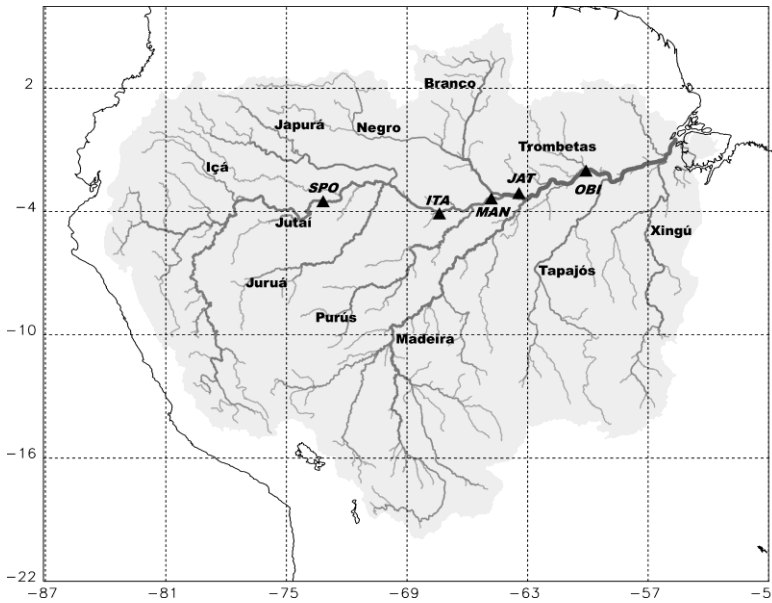 2
Branco
Japurá
Negro
Trombetas
Içá
SPO
JAT
ITA
OBI
MAN
−4
Jutaí
Xingú
Tapajós
Juruá
Purús
−10
Madeira
−16
−22
−87
−81
−75
−69
−63
−57
−5